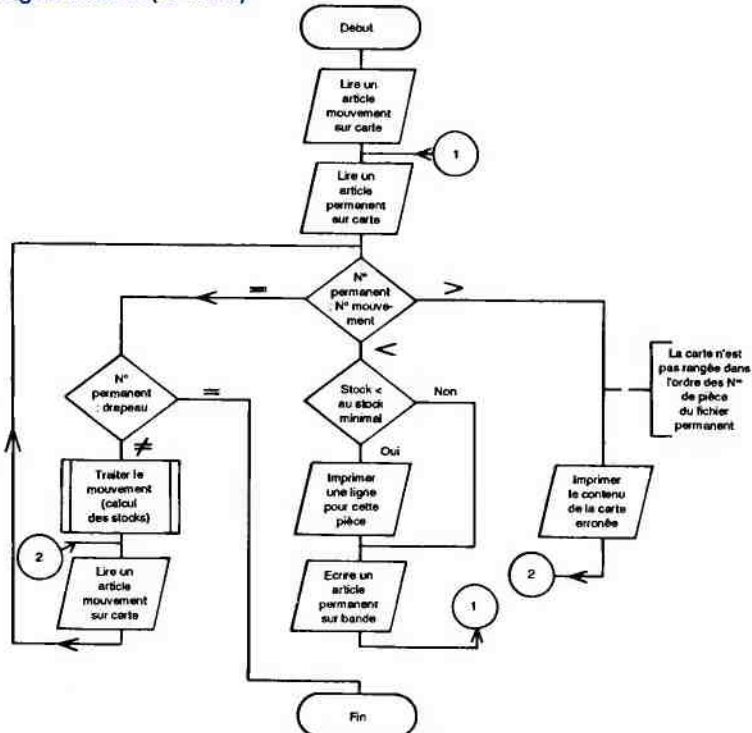 Début
Lire un
article
mouvement
sur carte
1
Lire un
article
permanent
sur carte
N°
permanent
: N° mouve-
ment
=
>
<
N°
permanent
: drapeau
=
≠
Stock <
au stock
minimal
Non
Oui
La carte n'est
pas rangée dans
l'ordre des Nos
de pièce
du fichier
permanent
Traiter le
mouvement
(calcul
des stocks)
Imprimer
une ligne
pour cette
pièce
Imprimer
le contenu
de la carte
erronée
2
Lire un
article
mouvement
sur carte
Ecrire un
article
permanent
sur bande
1
2
Fin